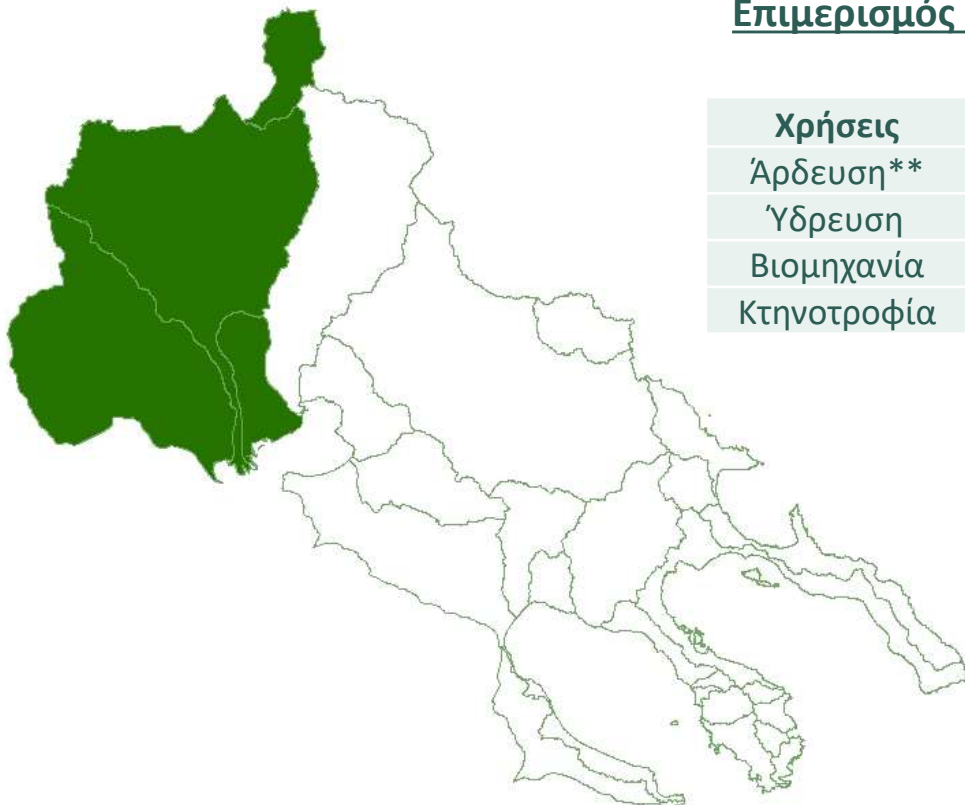 Επιμερισμός
Χρήσεις
Άρδευση**
Ύδρευση
Βιομηχανία
Κτηνοτροφία